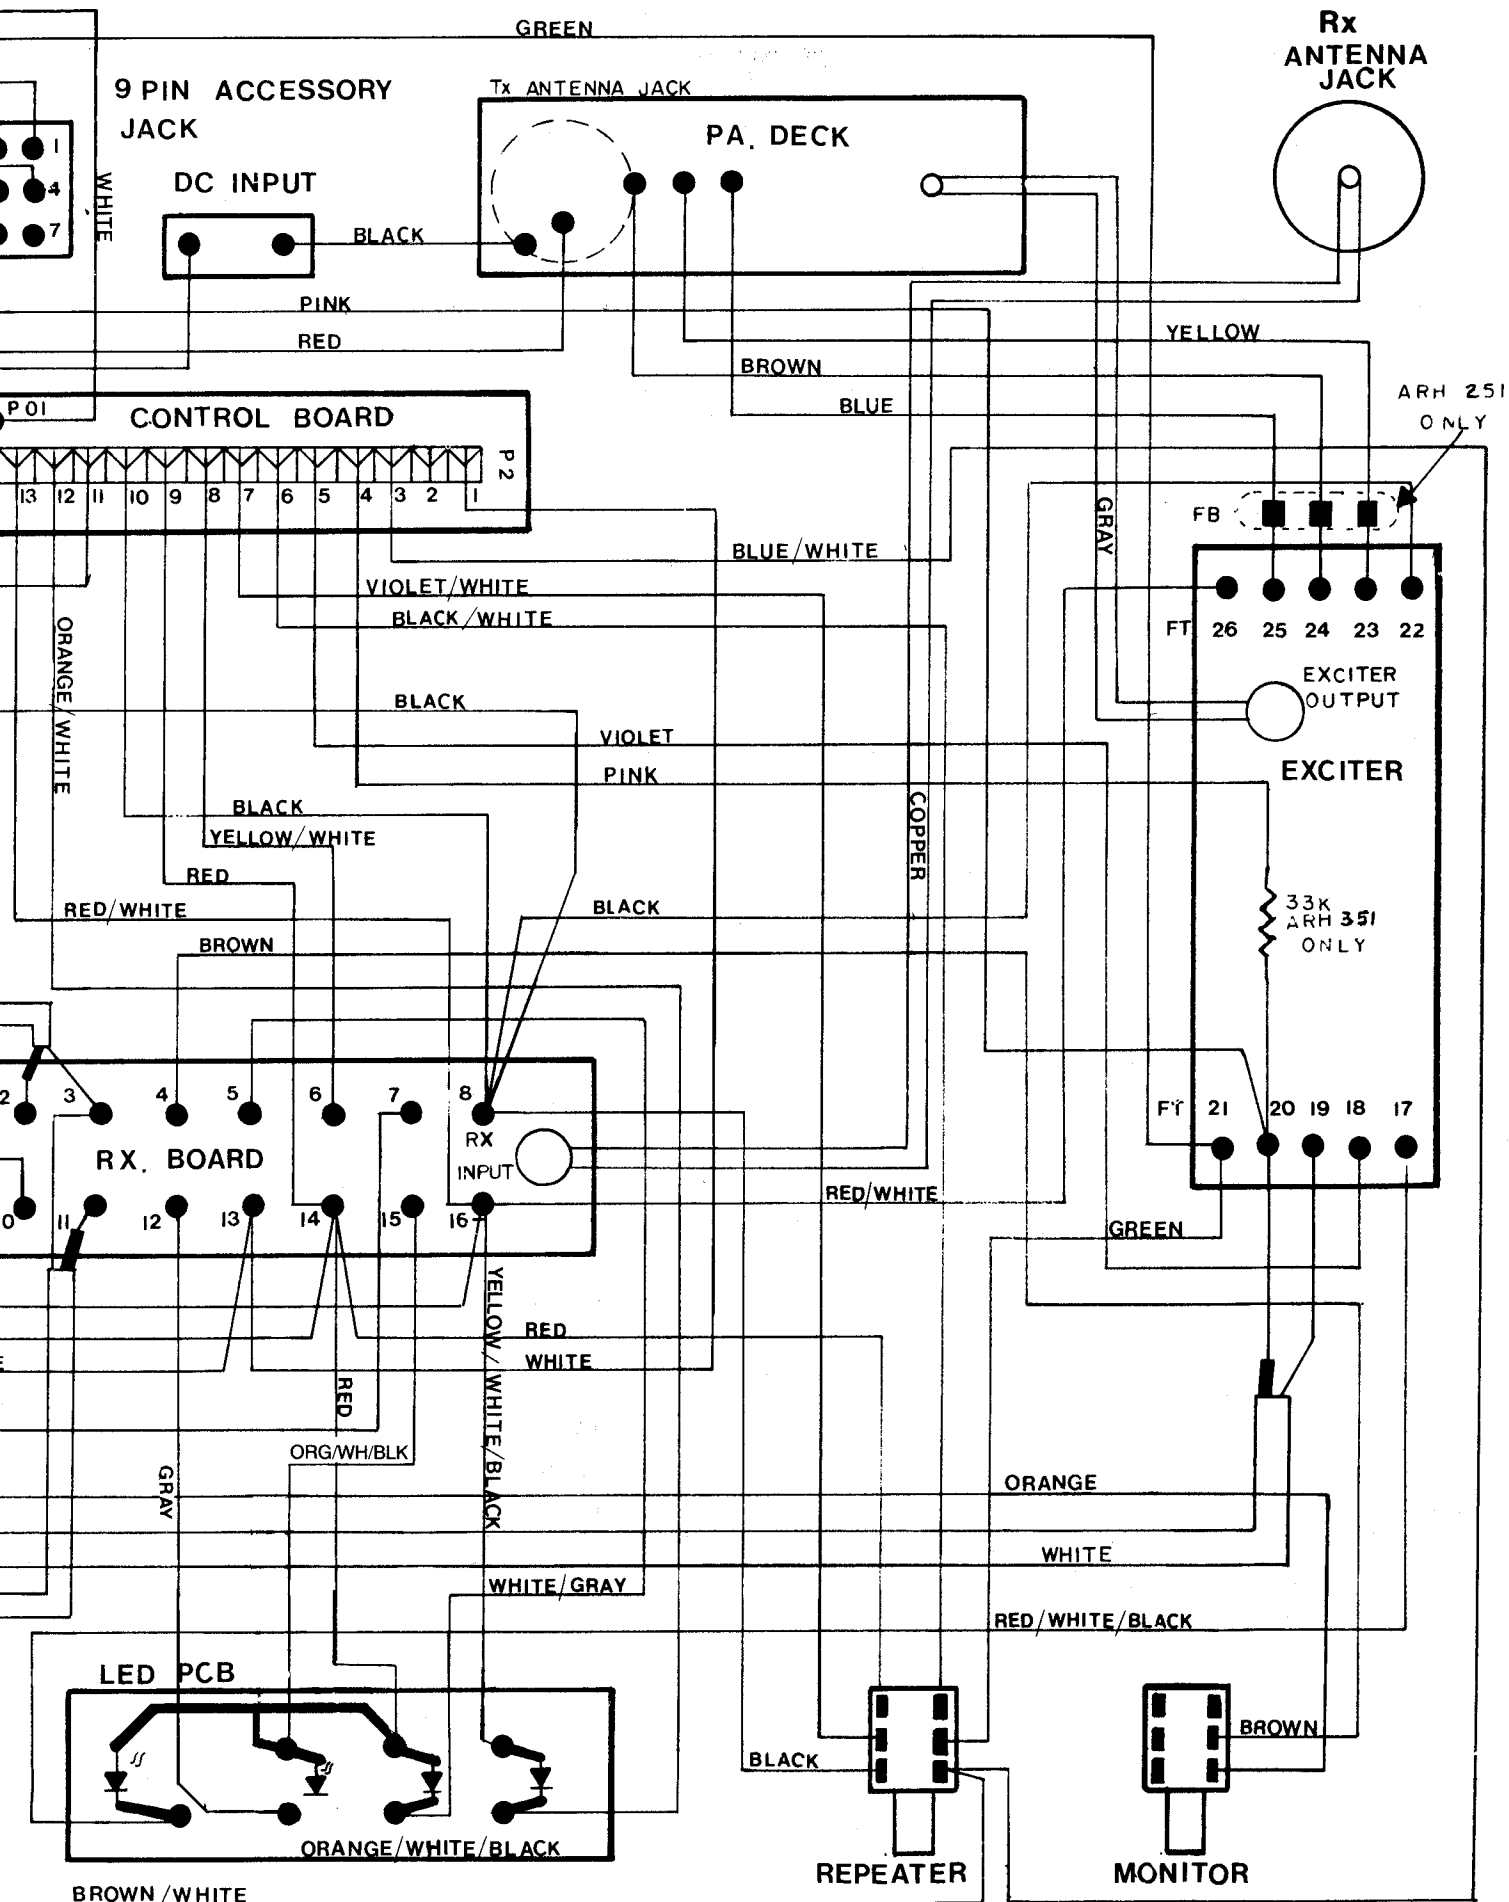 GREEN
Rx
ANTENNA
JACK
9 PIN ACCESSORY
JACK
Tx ANTENNA JACK
PA. DECK
1
4
7
WHITE
DC INPUT
BLACK
PINK
RED
YELLOW
BROWN
BLUE
ARH 251
ONLY
P01
CONTROL BOARD
P2
13 12 11 10 9 8 7 6 5 4 3 2 1
GRAY
FB
BLUE/WHITE
VIOLET/WHITE
BLACK/WHITE
ORANGE/WHITE
FT 26 25 24 23 22
EXCITER
OUTPUT
BLACK
VIOLET
PINK
EXCITER
COPPER
BLACK
YELLOW/WHITE
RED
RED/WHITE
BLACK
33K
ARH 351
ONLY
BROWN
2 3 4 5 6 7 8
FT 21 20 19 18 17
RX
INPUT
RX. BOARD
RED/WHITE
0 11 12 13 14 15 16
GREEN
YELLOW/WHITE/BLACK
RED
E
WHITE
RED
ORG/WH/BLK
GRAY
ORANGE
WHITE
WHITE/GRAY
RED/WHITE/BLACK
LED PCB
BROWN
BLACK
ORANGE/WHITE/BLACK
REPEATER
MONITOR
BROWN/WHITE